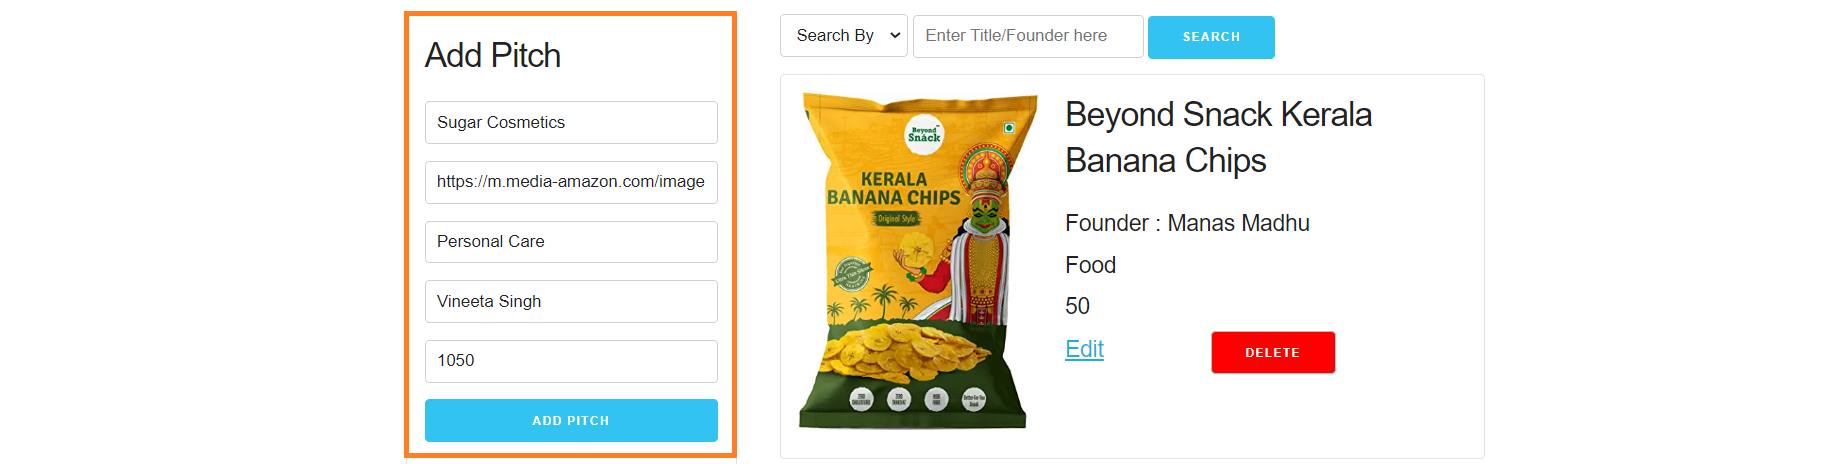 Add Pitch
Sugar Cosmetics
https://m.media-amazon.com/image
Personal Care
Vineeta Singh
1050
ADD PITCH
Search By
Enter Title/Founder here
SEARCH
Beyond
Snack
KERALA
BANANA CHIPS
Original Style
Beyond Snack Kerala
Banana Chips
Founder : Manas Madhu
Food
50
Edit
DELETE